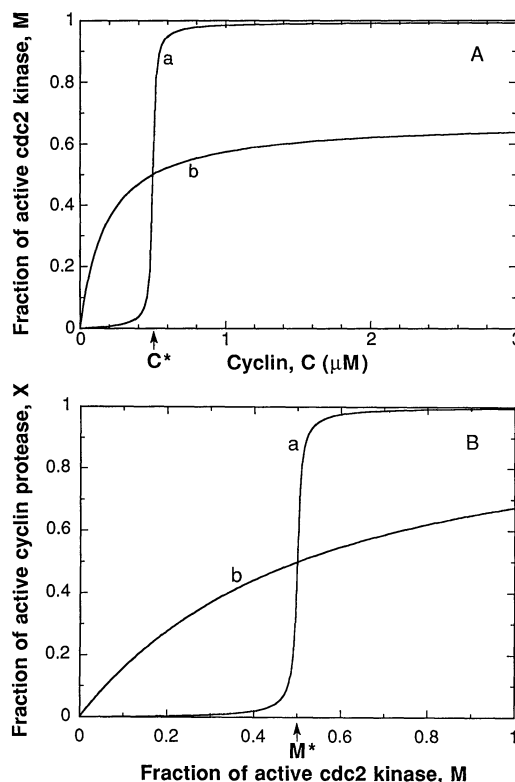 Fraction of active cdc2 kinase, M
1
0.8
0.6
0.4
0.2
0
a
A
b
0
1
2
3
C*
Cyclin, C (μM)
Fraction of active cyclin protease, X
1
0.8
0.6
0.4
0.2
0
a
B
b
0
0.2
0.4
0.6
0.8
1
M*
Fraction of active cdc2 kinase, M